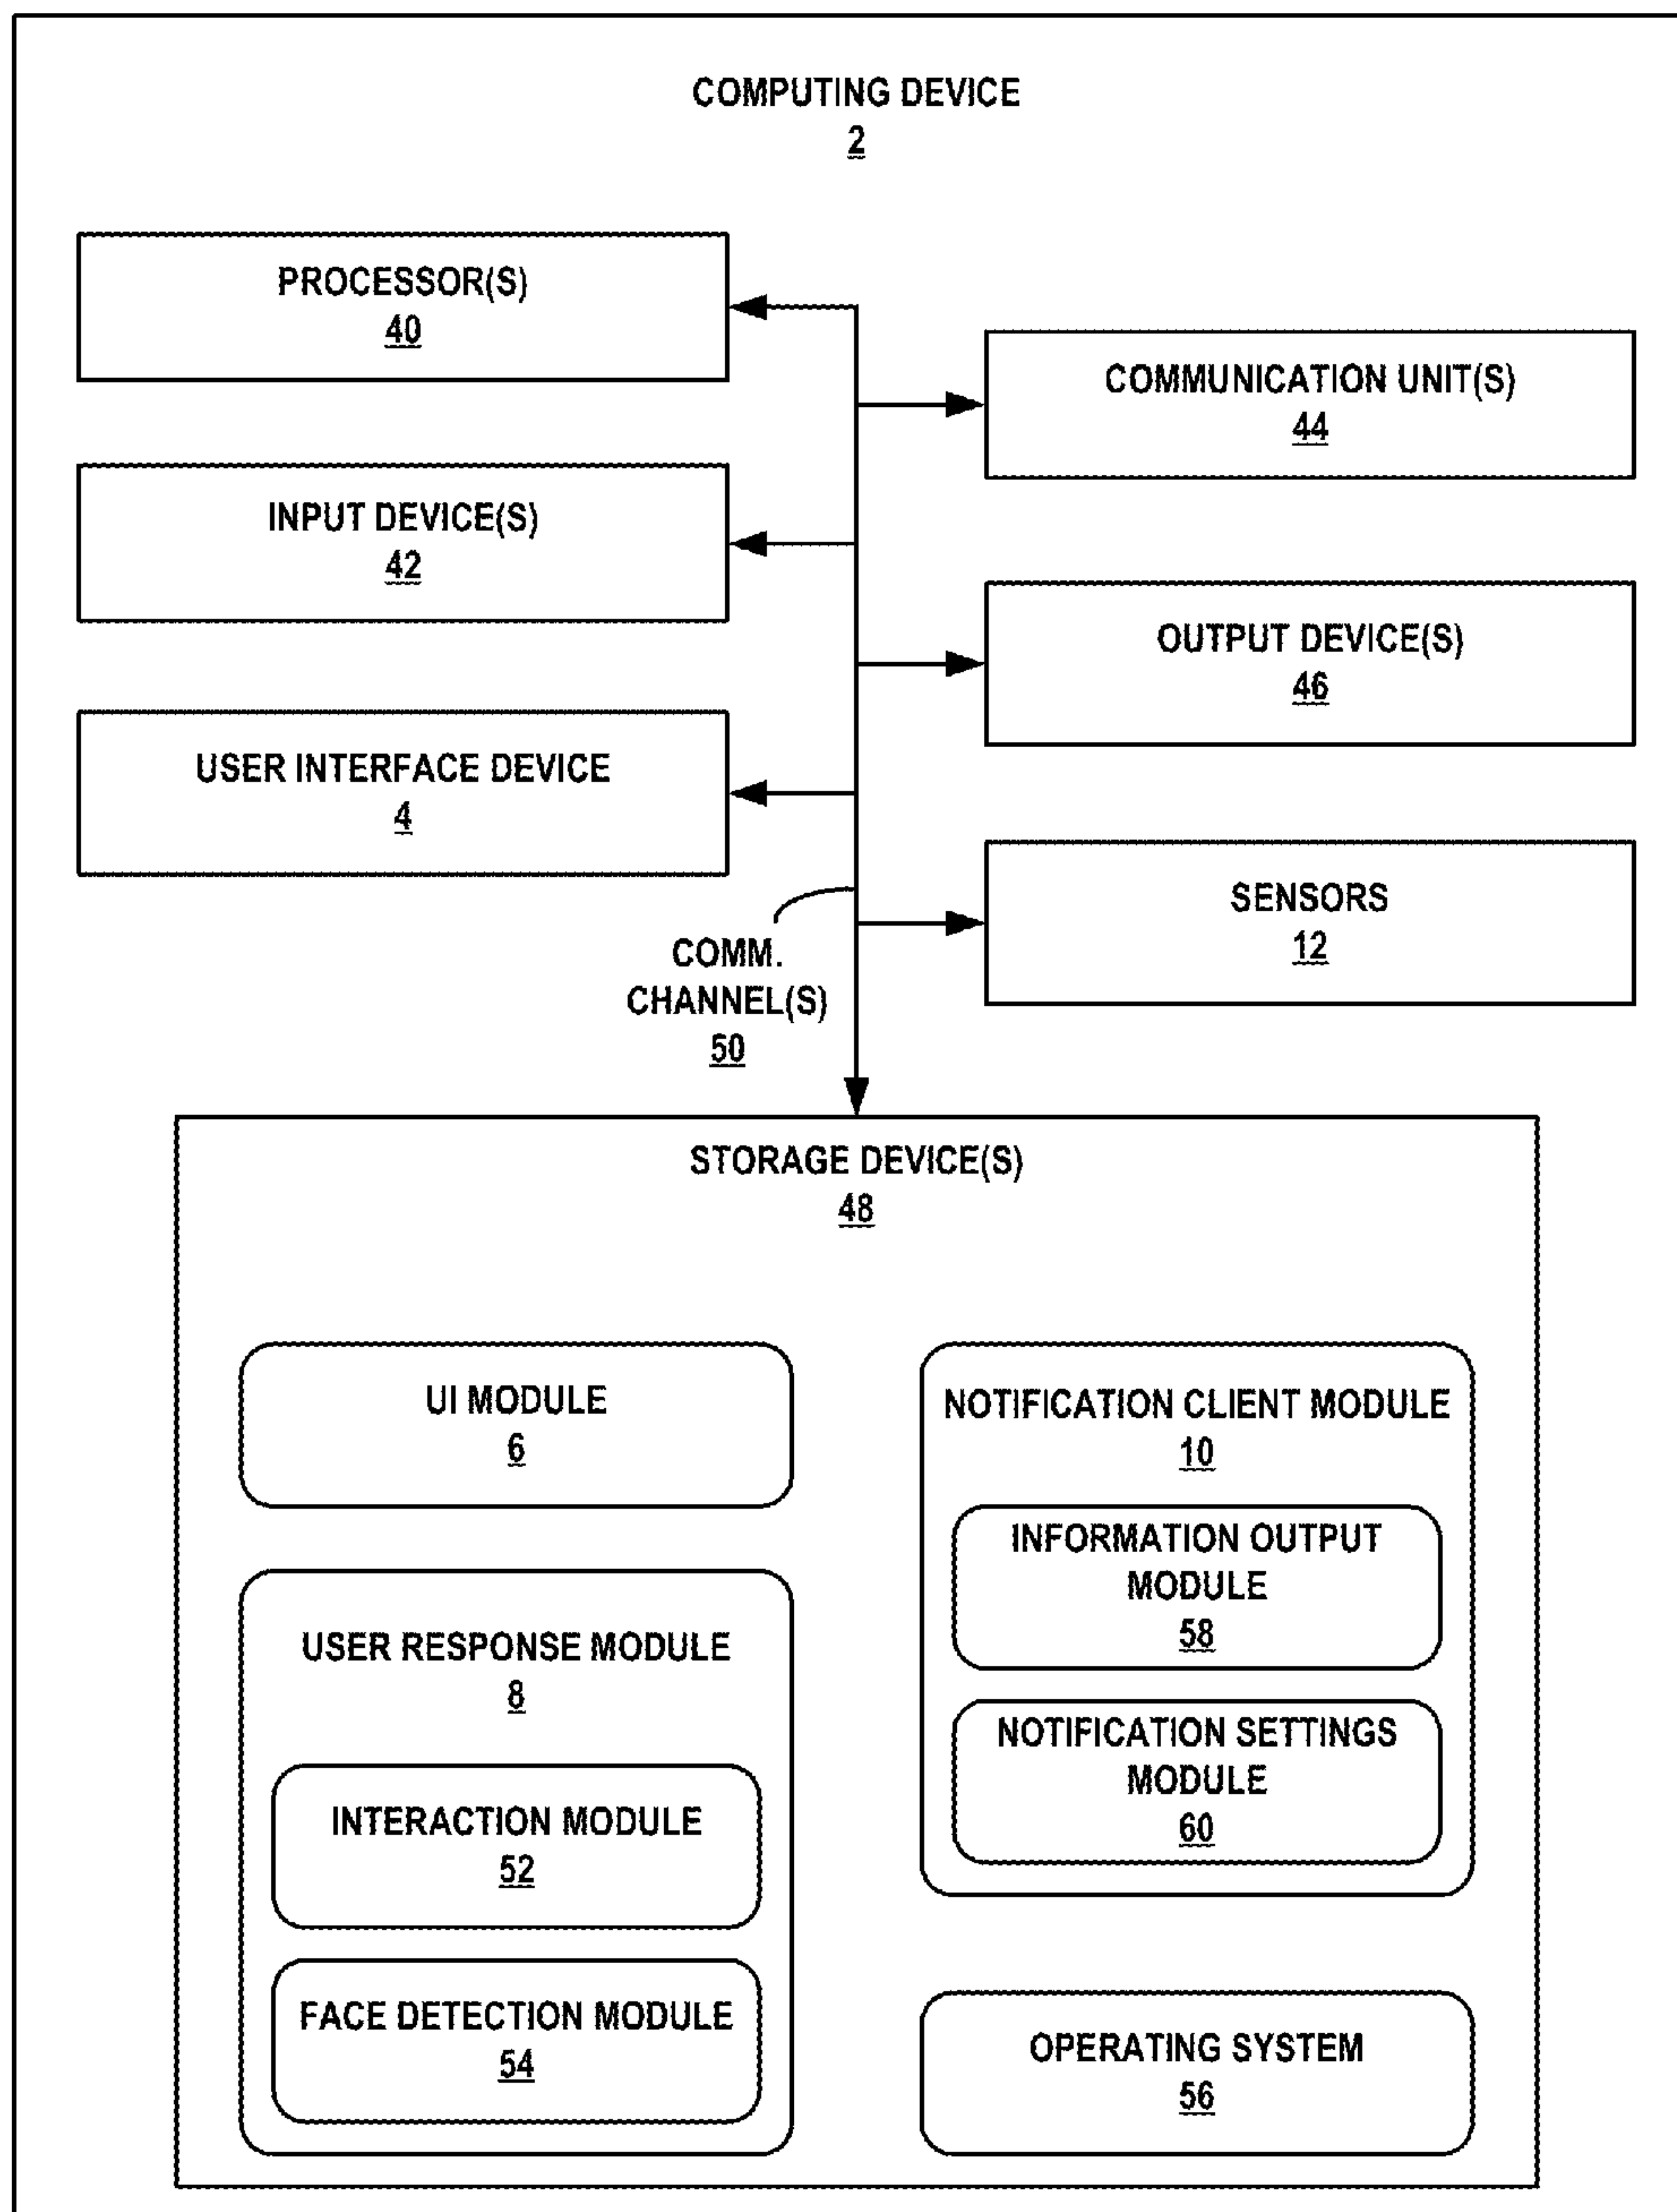 COMPUTING DEVICE
2
PROCESSOR(S)
40
COMMUNICATION UNIT(S)
44
INPUT DEVICE(S)
42
OUTPUT DEVICE(S)
46
USER INTERFACE DEVICE
4
SENSORS
12
COMM.
CHANNEL(S)
50
STORAGE DEVICE(S)
48
UI MODULE
6
USER RESPONSE MODULE
8
INTERACTION MODULE
52
FACE DETECTION MODULE
54
NOTIFICATION CLIENT MODULE
10
INFORMATION OUTPUT
MODULE
58
NOTIFICATION SETTINGS
MODULE
60
OPERATING SYSTEM
56